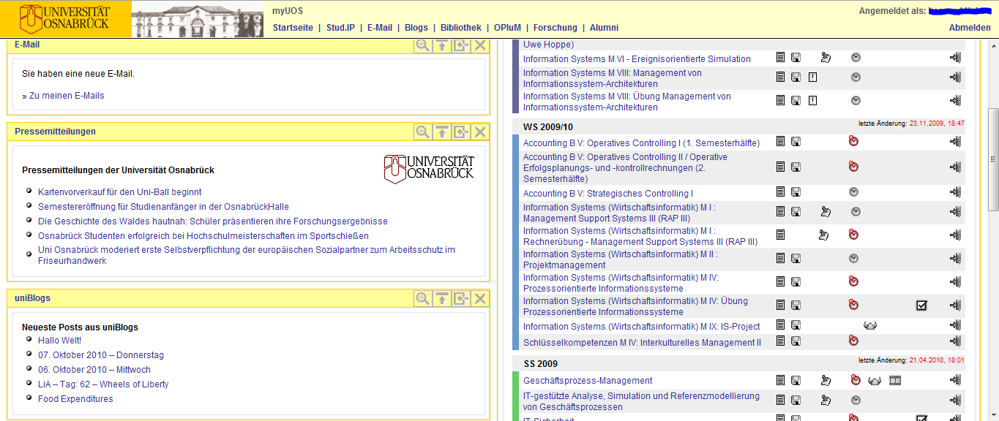 UNIVERSITÄT
OSNABRÜCK
myUOS
Angemeldet als:
Startseite | Stud.IP | E-Mail | Blogs | Bibliothek | OPIuM | Forschung | Alumni
Abmelden
E-Mail
Sie haben eine neue E-Mail.
» Zu meinen E-Mails
Pressemitteilungen
UNIVERSITÄT
OSNABRÜCK
Pressemitteilungen der Universität Osnabrück
Kartenvorverkauf für den Uni-Ball beginnt
Semestereröffnung für Studienanfänger in der OsnabrückHalle
Die Geschichte des Waldes hautnah: Schüler präsentieren ihre Forschungsergebnisse
Osnabrück Studenten erfolgreich bei Hochschulmeisterschaften im Sportschießen
Uni Osnabrück moderiert erste Selbstverpflichtung der europäischen Sozialpartner zum Arbeitsschutz im
Friseurhandwerk
uniBlogs
Neueste Posts aus uniBlogs
Hallo Welt!
07. Oktober 2010 – Donnerstag
06. Oktober 2010 – Mittwoch
LiA – Tag: 62 – Wheels of Liberty
Food Expenditures
Uwe Hoppe)
Information Systems M VI - Ereignisorientierte Simulation
Information Systems M VIII: Management von
Informationssystem-Architekturen
Information Systems M VIII: Übung Management von
Informationssystem-Architekturen
WS 2009/10
letzte Änderung: 23.11.2009, 18:47
Accounting B V: Operatives Controlling I (1. Semesterhälfte)
Accounting B V: Operatives Controlling II / Operative
Erfolgsplanungs- und -kontrollrechnungen (2.
Semesterhälfte)
Accounting B V: Strategisches Controlling I
Information Systems (Wirtschaftsinformatik) M I :
Management Support Systems III (RAP III)
Information Systems (Wirtschaftsinformatik) M I :
Rechnerübung - Management Support Systems III (RAP III)
Information Systems (Wirtschaftsinformatik) M II :
Projektmanagement
Information Systems (Wirtschaftsinformatik) M IV:
Prozessorientierte Informationssysteme
Information Systems (Wirtschaftsinformatik) M IV: Übung
Prozessorientierte Informationssysteme
Information Systems (Wirtschaftsinformatik) M IX: IS-Project
Schlüsselkompetenzen M IV: Interkulturelles Management II
SS 2009
letzte Änderung: 21.04.2010, 18:01
Geschäftsprozess-Management
IT-gestützte Analyse, Simulation und Referenzmodellierung
von Geschäftsprozessen
IT-Sicherheit